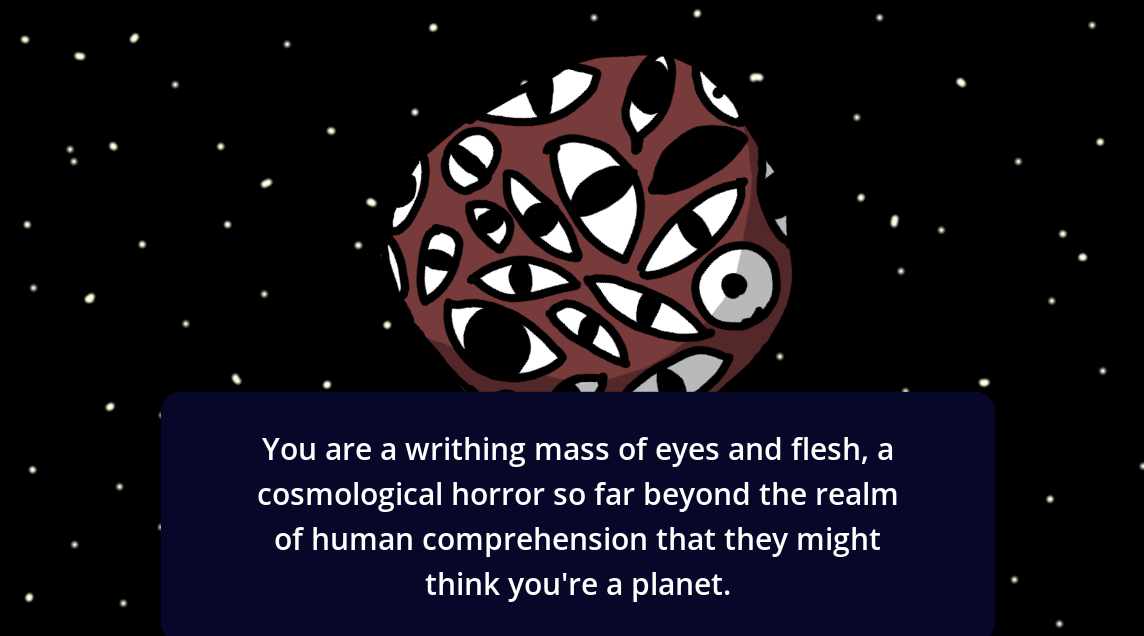 You are a writhing mass of eyes and flesh, a
cosmological horror so far beyond the realm
of human comprehension that they might
think you're a planet.